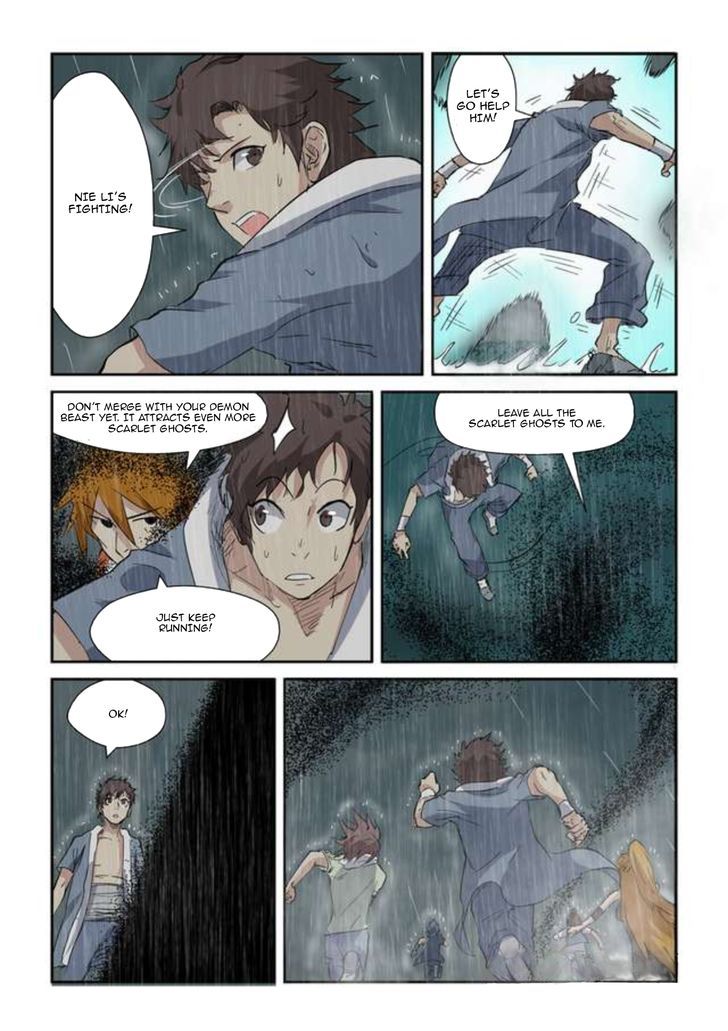 NIE LI'S
FIGHTING!
LET'S
GO HELP
HIM!
DON'T MERGE WITH YOUR DEMON
BEAST YET. IT ATTRACTS EVEN MORE
SCARLET GHOSTS.
JUST KEEP
RUNNING!
LEAVE ALL THE
SCARLET GHOSTS TO ME.
OK!